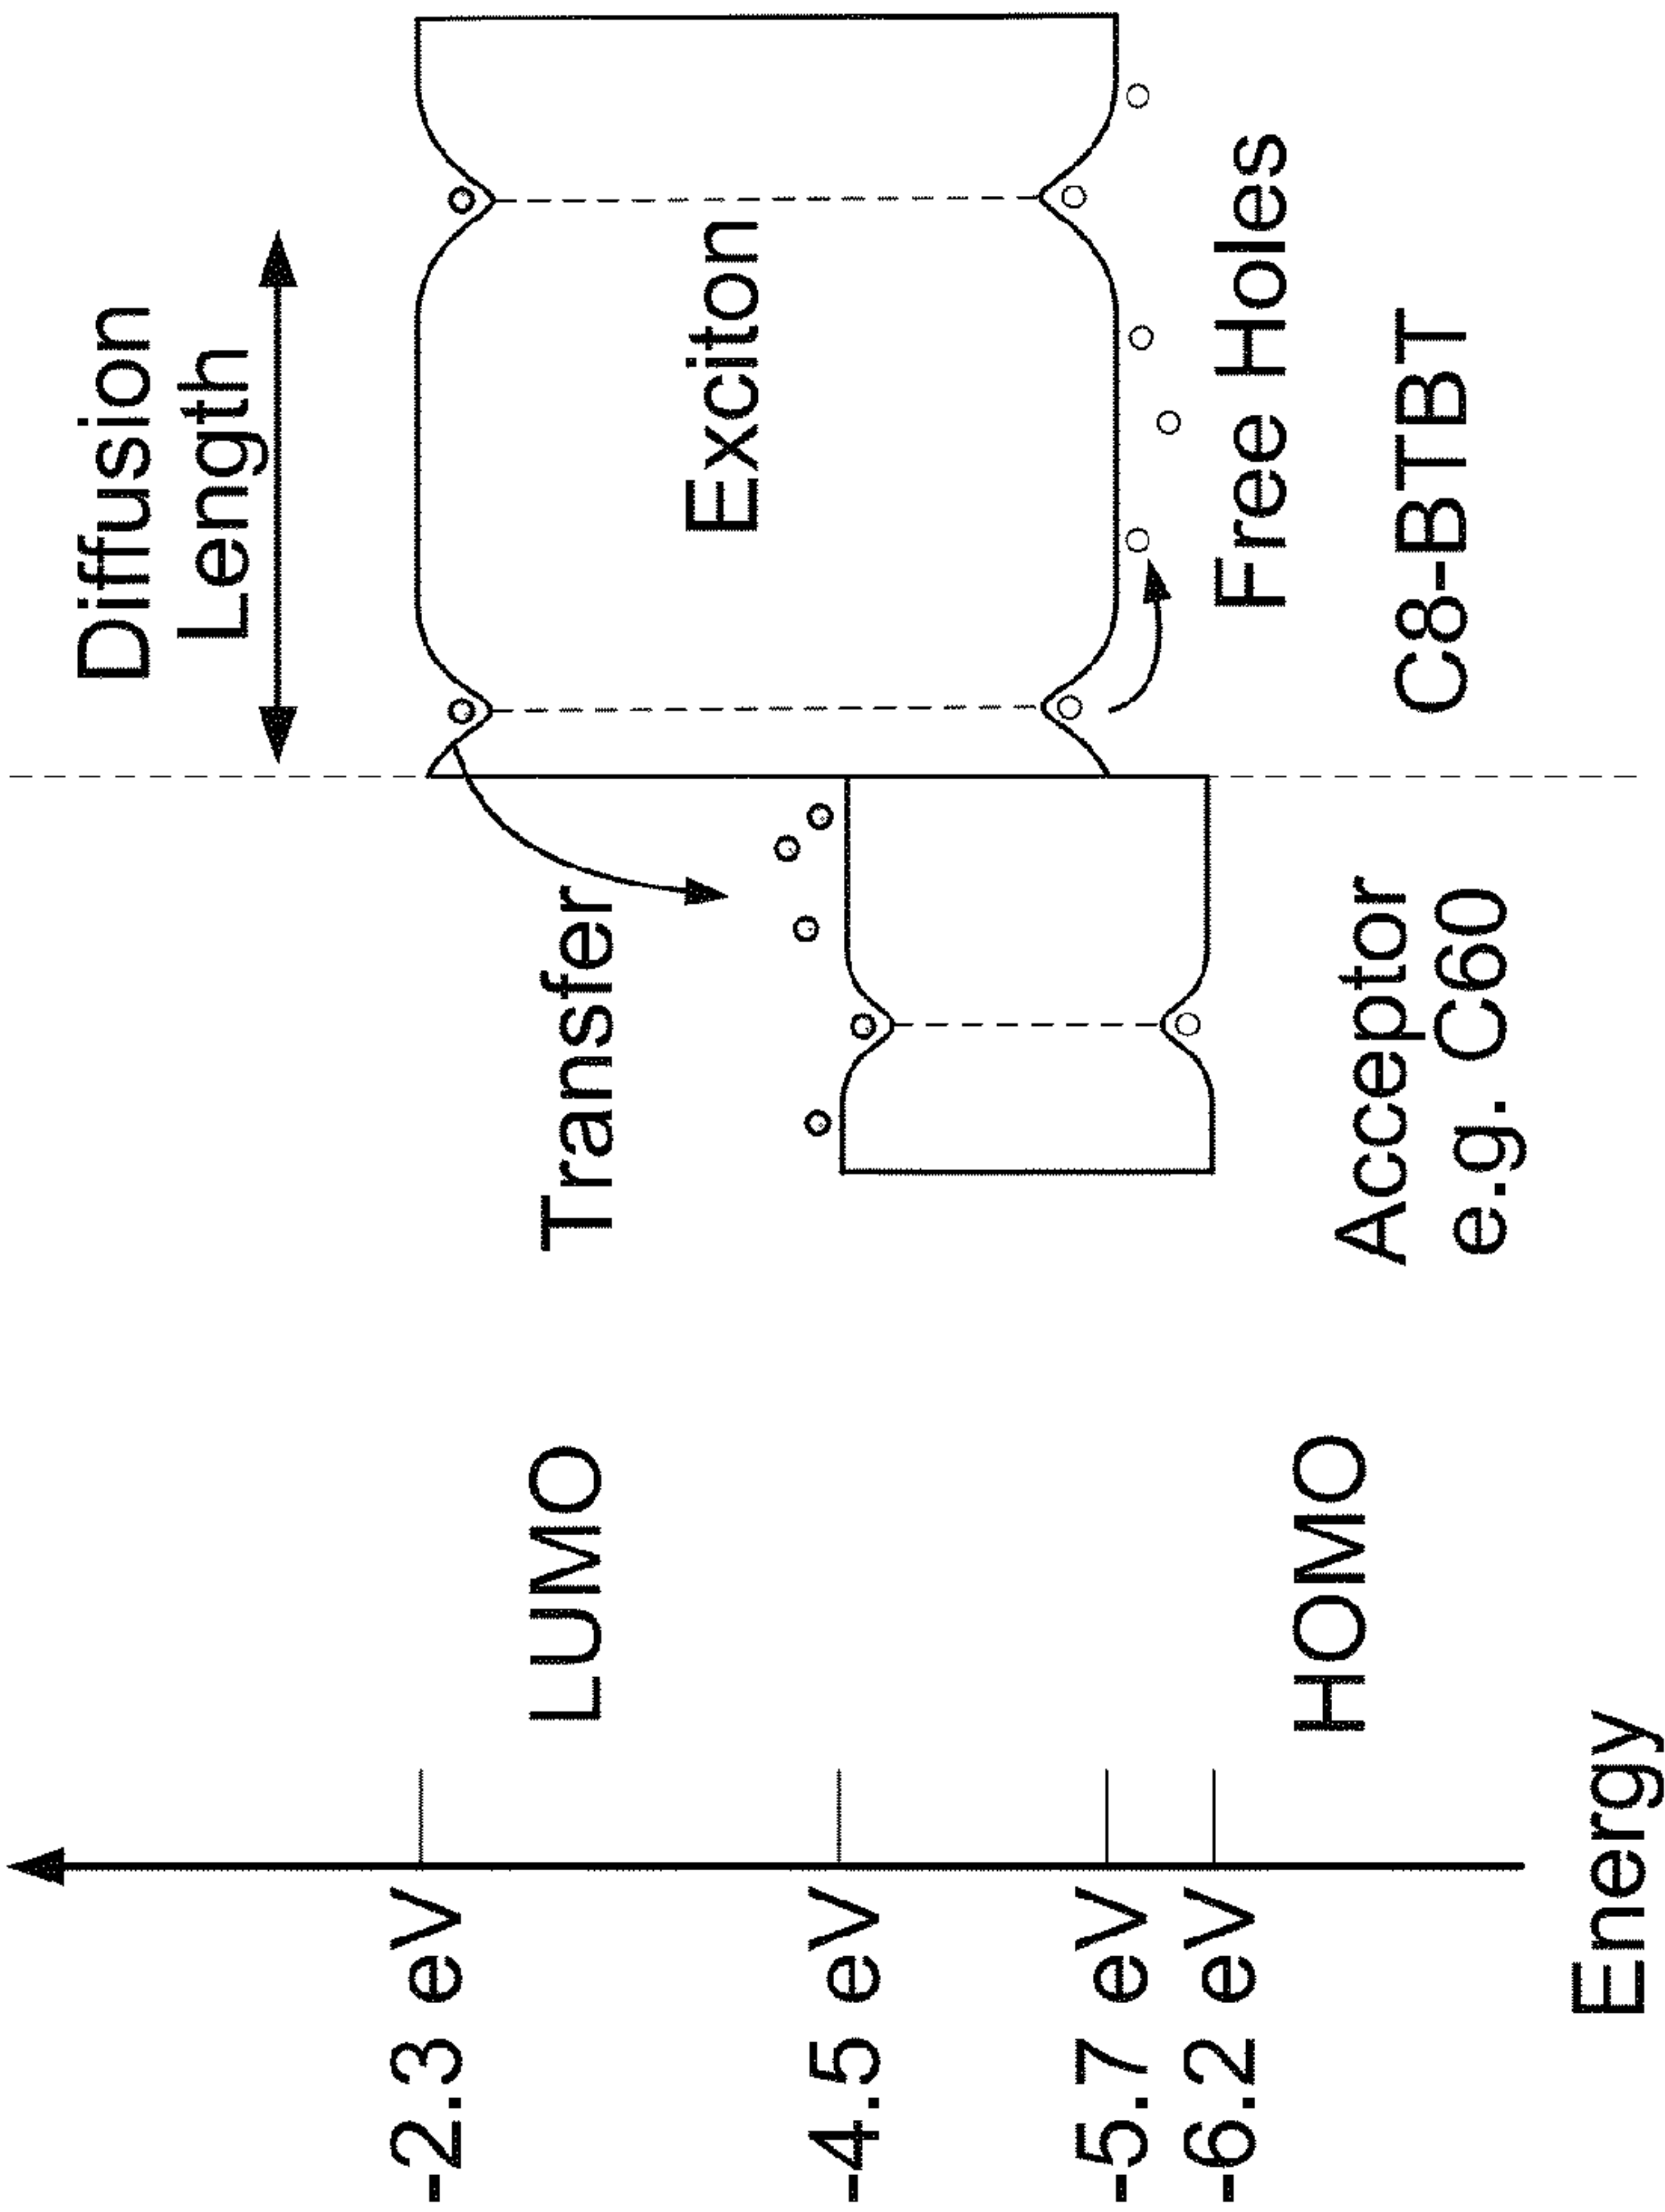 Diffusion
Length
Exciton
Free Holes
C8-BTBT
Transfer
Acceptor
e.g. C60
LUMO
HOMO
-2.3 eV
-4.5 eV
-5.7 eV
-6.2 eV
Energy